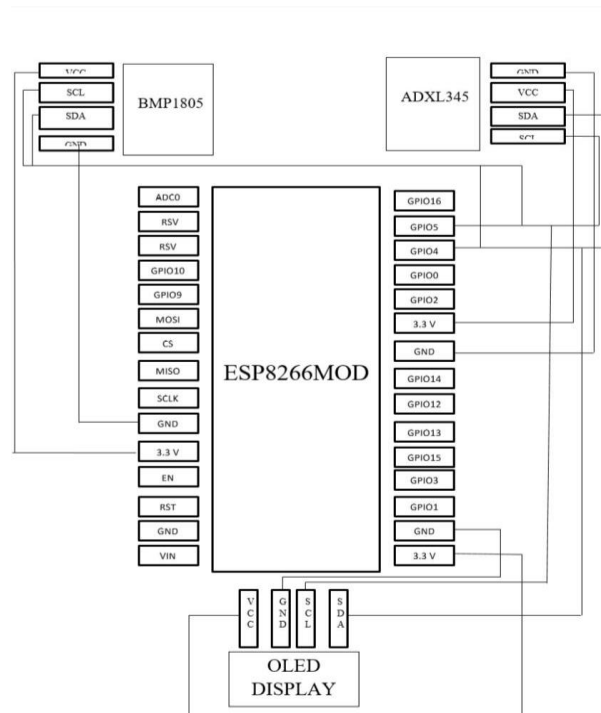 VCC
SCL
SDA
GND
BMP1805
ADXL345
GND
VCC
SDA
SCL
ADC0
RSV
RSV
GPIO10
GPIO9
MOSI
CS
MISO
SCLK
GND
3.3 V
EN
RST
GND
VIN
ESP8266MOD
GPIO16
GPIO5
GPIO4
GPIO0
GPIO2
3.3 V
GND
GPIO14
GPIO12
GPIO13
GPIO15
GPIO3
GPIO1
GND
3.3 V
VCC
GND
SCL
SDA
OLED
DISPLAY